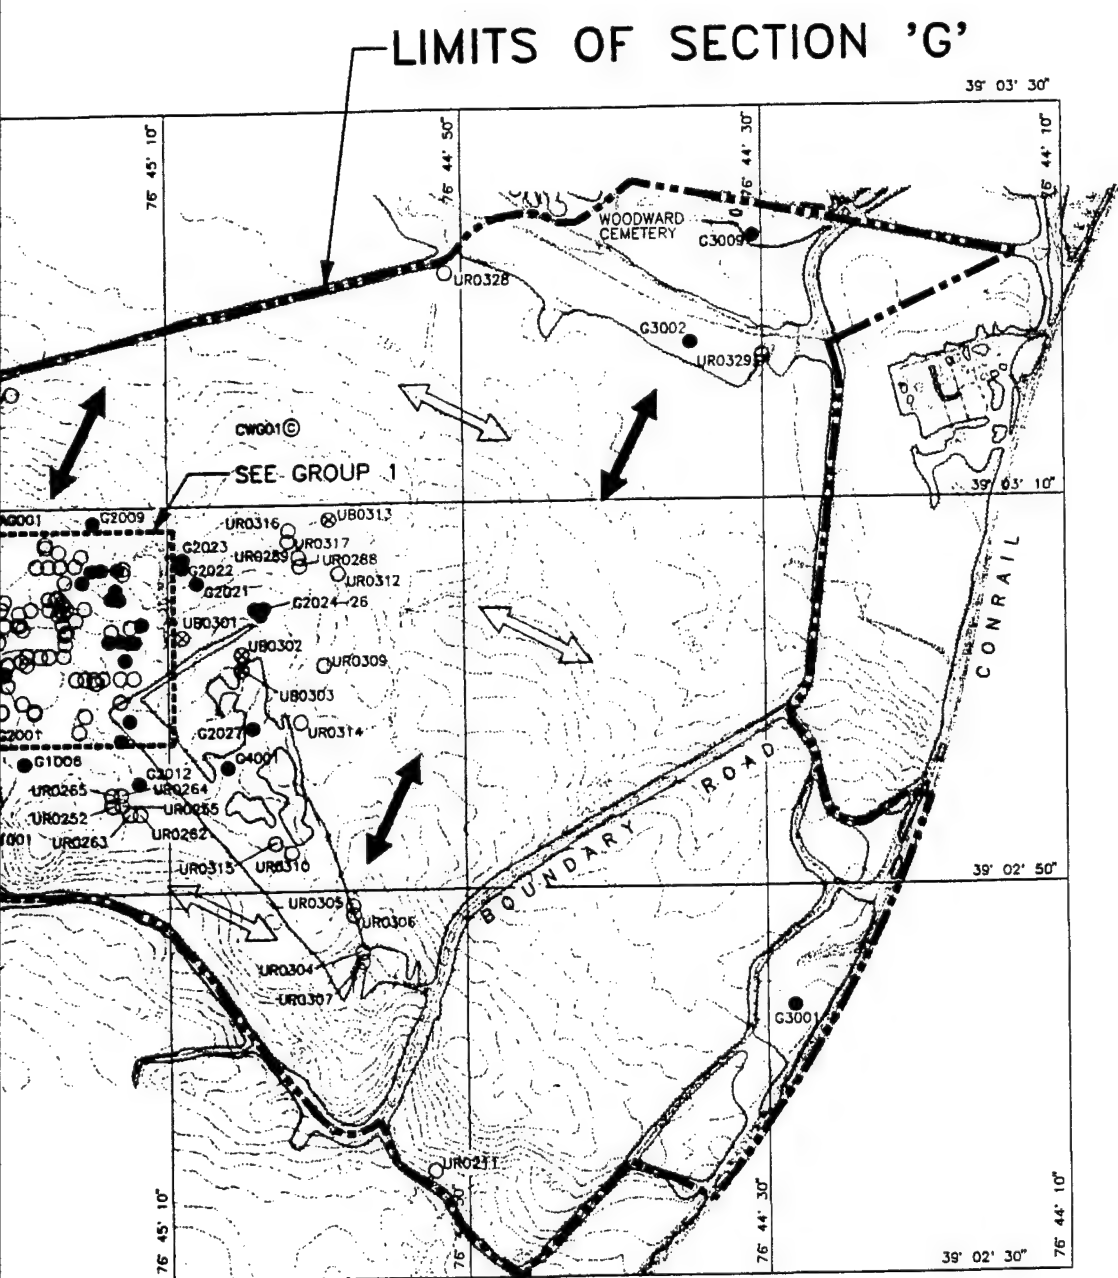 LIMITS OF SECTION 'G'
39° 03' 30"
76° 45' 10"
76° 44' 50"
76° 44' 30"
76° 44' 10"
WOODWARD
CEMETERY
G3009
UR0328
G3002
UR0329
CWG01 C
SEE GROUP 1
39° 03' 10"
G2009
UR0316
UB0313
UR0317
G2023
UR0289
UR0288
G2022
UR0312
G2021
G2024-26
UB0301
UB0302
UR0309
UB0303
G2027
UR0314
G2001
G1006
G4001
G2012
UR0265
UR0264
UR0252
UR0255
UR0263
UR0262
UR0315
UR0310
CONRAIL
BOUNDARY ROAD
39° 02' 50"
UR0305
UR0306
UR0304
UR0307
G3001
UR0211
76° 45' 10"
76°
76° 44' 30"
76° 44' 10"
39° 02' 30"